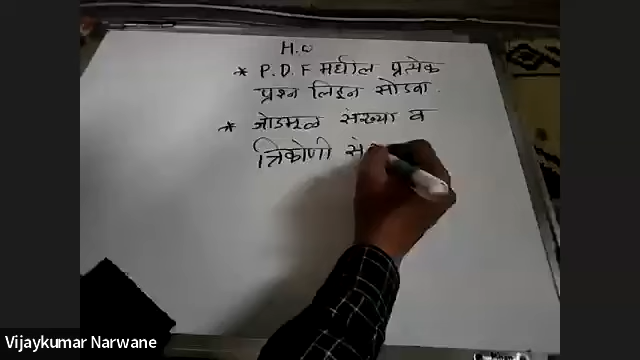 H.
* P.D.F मधील प्रत्येक
प्रश्न लिहून सोडवा.
* जोडमूळ संख्या व
त्रिकोणी सं
Vijaykumar Narwane